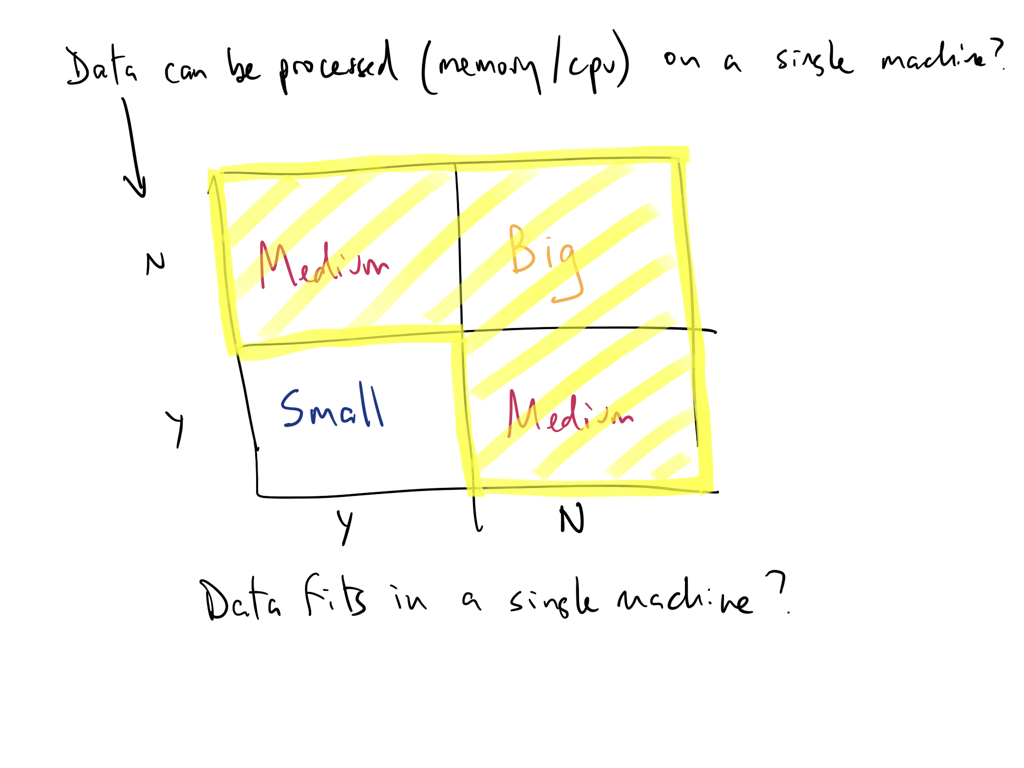 Data can be processed (memory/cpu) on a single machine?
N Medium Big
Y Small Medium
Y N
Data fits in a single machine?